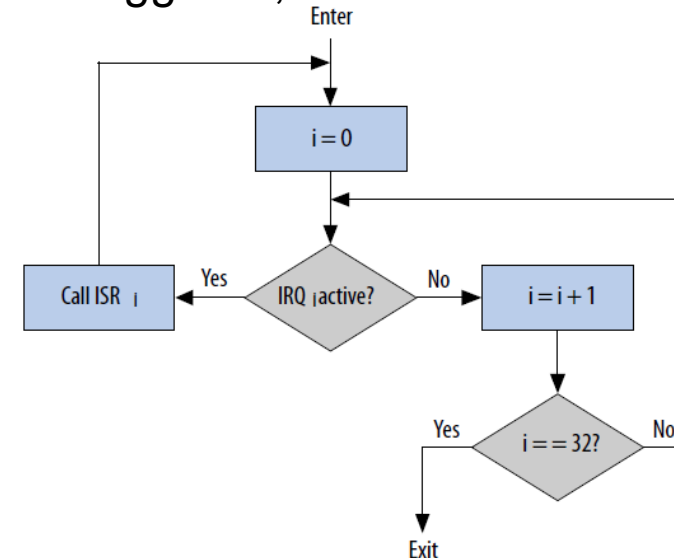 Enter
i = 0
Call ISR i
Yes
IRQ i active?
No
i = i + 1
Yes
i = = 32?
No
Exit